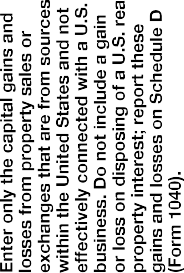 Enter only the capital gains and
losses from property sales or
exchanges that are from sources
within the United States and not
effectively connected with a U.S.
business. Do not include a gain
or loss on disposing of a U.S. rea
property interest; report these
gains and losses on Schedule D
(Form 1040).